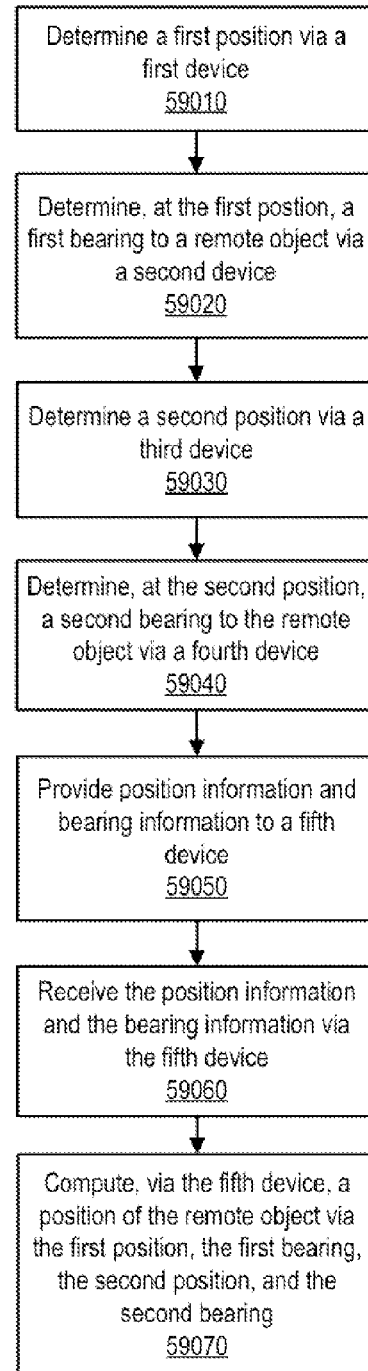 Determine a first position via a
first device
59010
Determine, at the first postion, a
first bearing to a remote object via
a second device
59020
Determine a second position via a
third device
59030
Determine, at the second position,
a second bearing to the remote
object via a fourth device
59040
Provide position information and
bearing information to a fifth
device
59050
Receive the position information
and the bearing information via
the fifth device
59060
Compute, via the fifth device, a
position of the remote object via
the first position, the first bearing,
the second position, and the
second bearing
59070